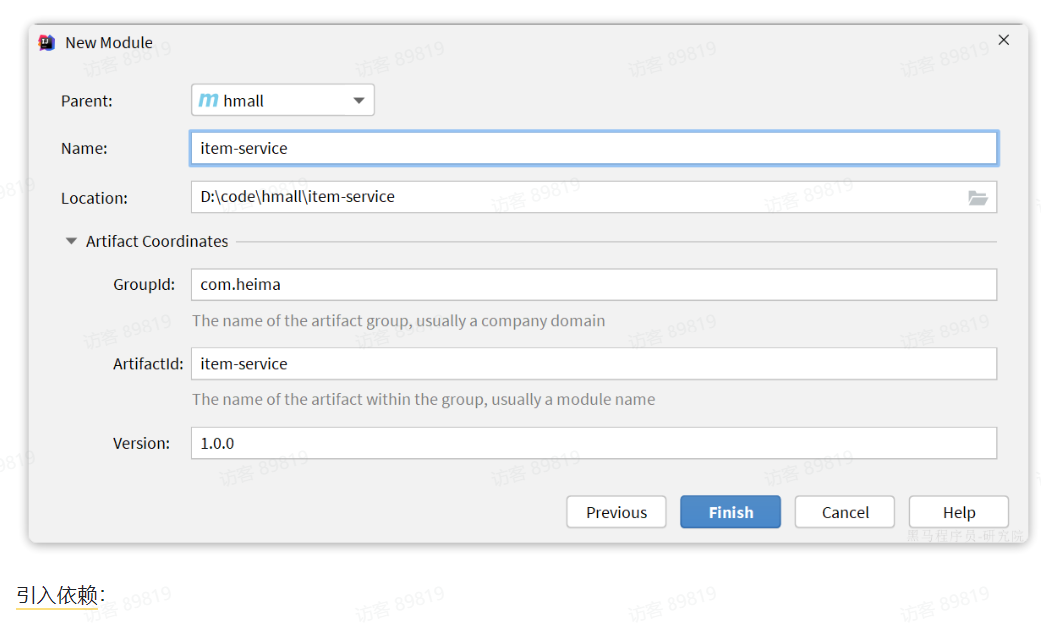 New Module
Parent: m hmall
Name: item-service
Location: D:\code\hmall\item-service
Artifact Coordinates
GroupId: com.heima
The name of the artifact group, usually a company domain
ArtifactId: item-service
The name of the artifact within the group, usually a module name
Version: 1.0.0
Previous Finish Cancel Help
黑马程序员-研究院
引入依赖:
访客 89819